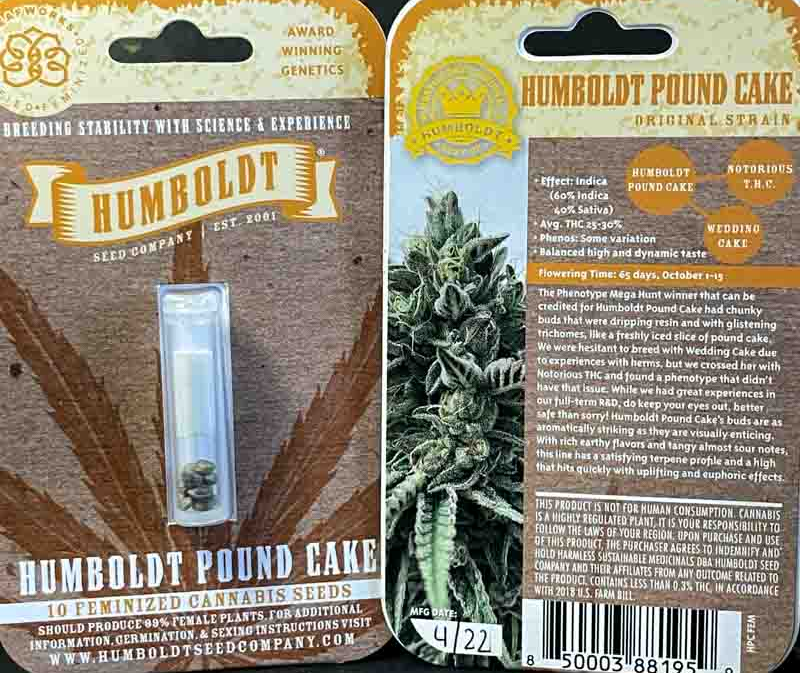 AWARD
WINNING
GENETICS
BREEDING STABILITY WITH SCIENCE & EXPERIENCE
HUMBOLDT®
SEED COMPANY EST. 2001
HUMBOLDT POUND CAKE
10 FEMINIZED CANNABIS SEEDS
SHOULD PRODUCE 99% FEMALE PLANTS. FOR ADDITIONAL
INFORMATION, GERMINATION, & SEXING INSTRUCTIONS VISIT
WWW.HUMBOLDTSEEDCOMPANY.COM
HUMBOLDT
HUMBOLDT POUND CAKE
ORIGINAL STRAIN
• Effect: Indica
(60% Indica
40% Sativa)
• Avg. THC 25-30%
• Phenos: Some variation
• Balanced high and dynamic taste
HUMBOLDT
POUND CAKE
NOTORIOUS
T.H.C.
WEDDING
CAKE
Flowering Time: 65 days, October 1-15
The Phenotype Mega Hunt winner that can be
credited for Humboldt Pound Cake had chunky
buds that were dripping resin and with glistening
trichomes, like a freshly iced slice of pound cake.
We were hesitant to breed with Wedding Cake due
to experiences with herms, but we crossed her with
Notorious THC and found a phenotype that didn't
have that issue. While we had great experiences in
our full-term R&D, do keep your eyes out, better
safe than sorry! Humboldt Pound Cake's buds are as
aromatically striking as they are visually enticing.
With rich earthy flavors and tangy almost sour notes,
this line has a satisfying terpene profile and a high
that hits quickly with uplifting and euphoric effects.
THIS PRODUCT IS NOT FOR HUMAN CONSUMPTION. CANNABIS
IS A HIGHLY REGULATED PLANT, IT IS YOUR RESPONSIBILITY TO
FOLLOW THE LAWS OF YOUR REGION. UPON PURCHASE AND USE
OF THIS PRODUCT, THE PURCHASER AGREES TO INDEMNIFY AND
HOLD HARMLESS SUSTAINABLE MEDICINALS DBA HUMBOLDT SEED
COMPANY AND THEIR AFFILIATES FROM ANY OUTCOME RELATED TO
THE PRODUCT. CONTAINS LESS THAN 0.3% THC, IN ACCORDANCE
WITH 2018 U.S. FARM BILL.
MFG DATE:
4/22
8 50003 88195 9
HPC FEM